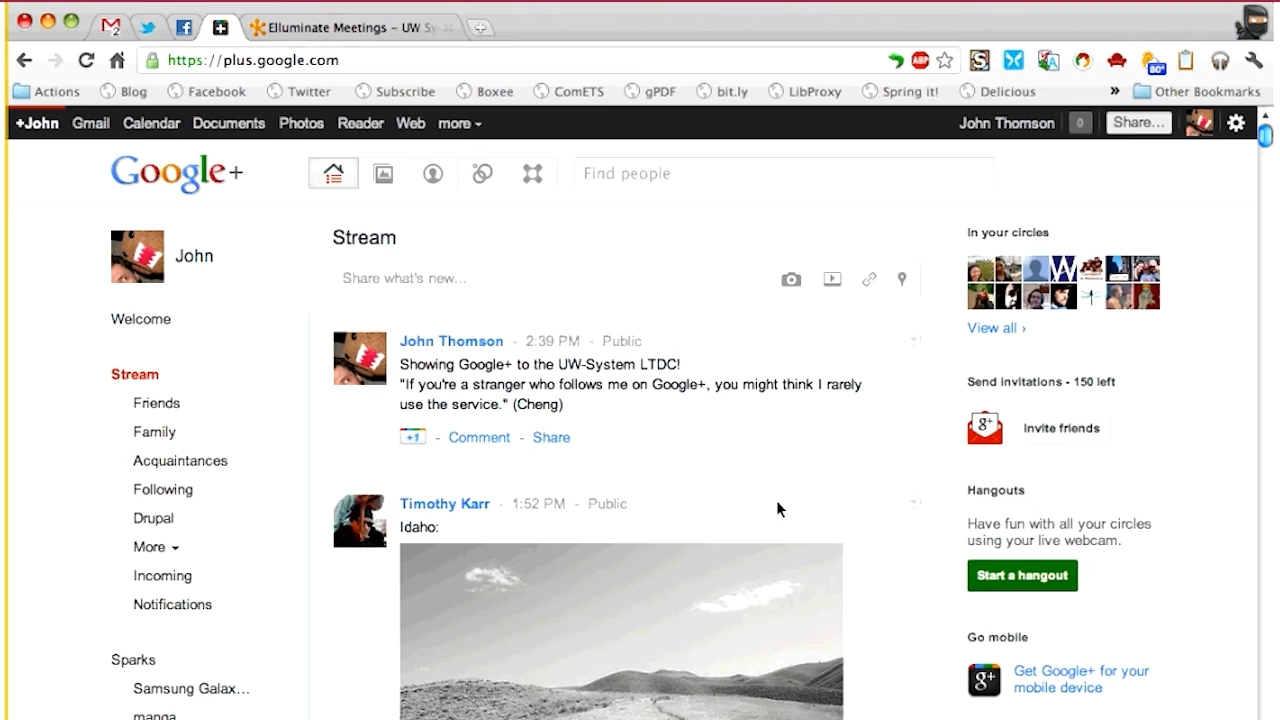 2
Elluminate Meetings – UW Sy
https://plus.google.com
ABP
S
80°
Actions
Blog
Facebook
Twitter
Subscribe
Boxee
ComETS
gPDF
bit.ly
LibProxy
Spring it!
Delicious
»
Other Bookmarks
+John
Gmail
Calendar
Documents
Photos
Reader
Web
more
John Thomson
0
Share...
Google+
Find people
John
Welcome
Stream
Friends
Family
Acquaintances
Following
Drupal
More
Incoming
Notifications
Sparks
Samsung Galax...
manga
Stream
Share what's new...
John Thomson - 2:39 PM - Public
Showing Google+ to the UW-System LTDC!
"If you're a stranger who follows me on Google+, you might think I rarely
use the service." (Cheng)
+1 - Comment - Share
Timothy Karr - 1:52 PM - Public
Idaho:
In your circles
W
View all ›
Send invitations - 150 left
g+
Invite friends
Hangouts
Have fun with all your circles
using your live webcam.
Start a hangout
Go mobile
g+
Get Google+ for your
mobile device